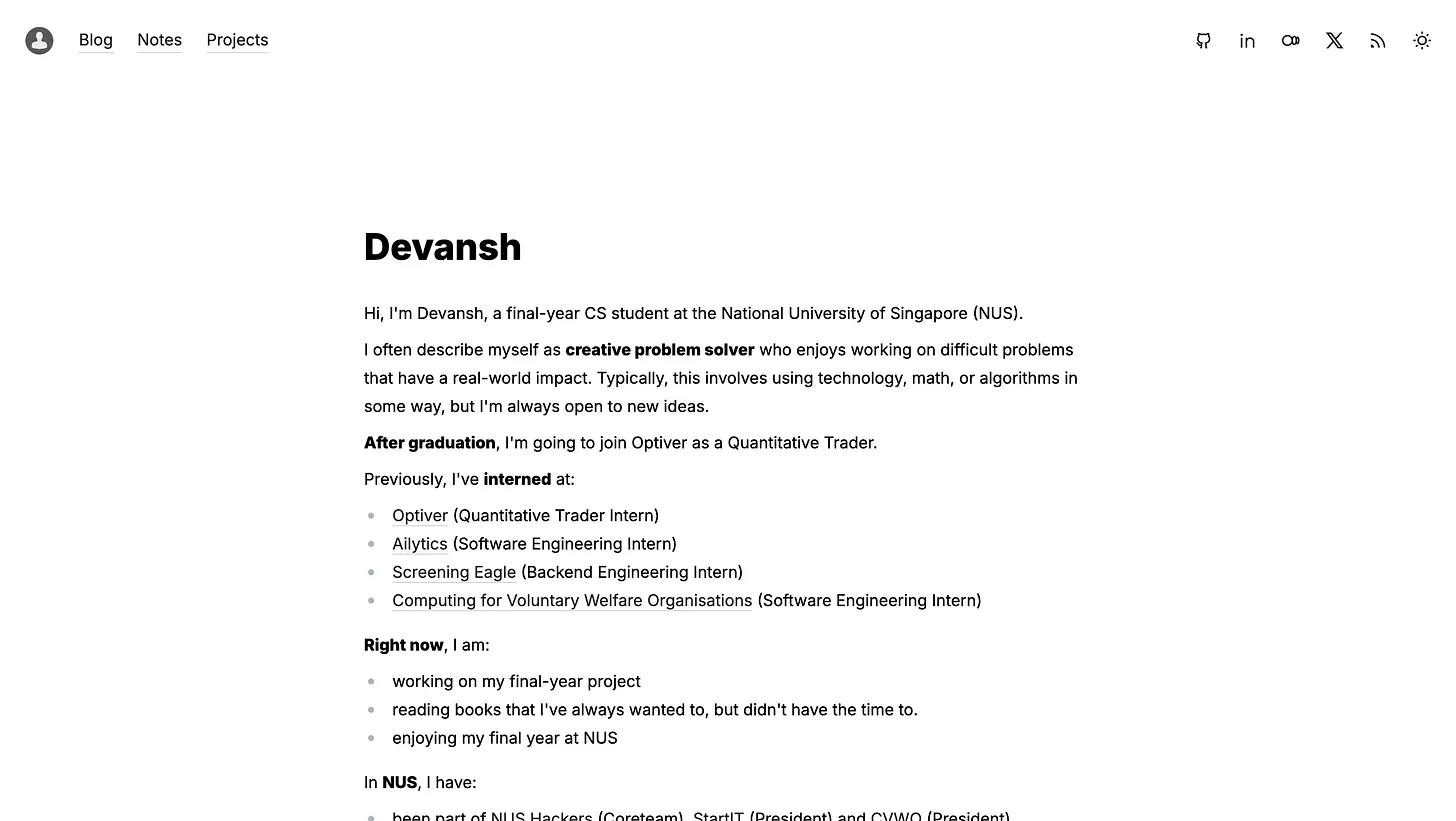 Blog Notes Projects
Devansh
Hi, I'm Devansh, a final-year CS student at the National University of Singapore (NUS).
I often describe myself as creative problem solver who enjoys working on difficult problems
that have a real-world impact. Typically, this involves using technology, math, or algorithms in
some way, but I'm always open to new ideas.
After graduation, I'm going to join Optiver as a Quantitative Trader.
Previously, I've interned at:
Optiver (Quantitative Trader Intern)
Ailytics (Software Engineering Intern)
Screening Eagle (Backend Engineering Intern)
Computing for Voluntary Welfare Organisations (Software Engineering Intern)
Right now, I am:
working on my final-year project
reading books that I've always wanted to, but didn't have the time to.
enjoying my final year at NUS
In NUS, I have:
been part of NUS Hackers (Coreteam), StartIT (President) and CVWO (President)